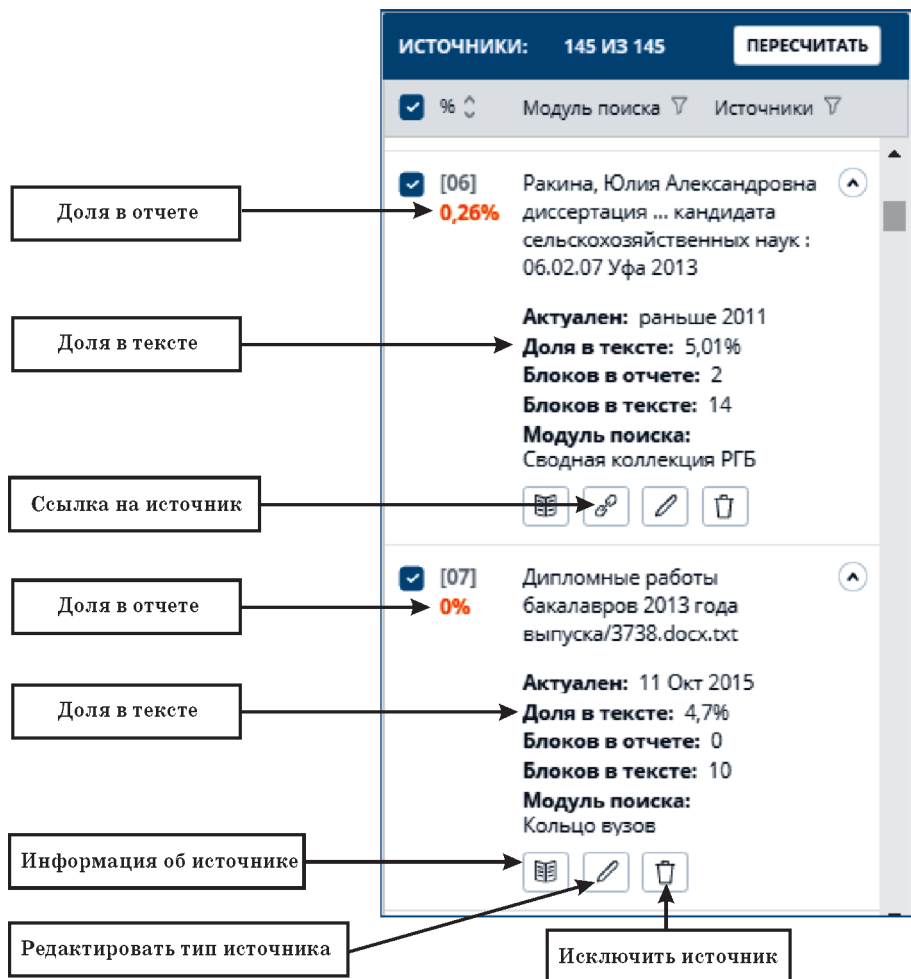 ИСТОЧНИКИ: 145 ИЗ 145 ПЕРЕСЧИТАТЬ
% Модуль поиска Источники
[06] Ракина, Юлия Александровна
Доля в отчете 0,26% диссертация ... кандидата
сельскохозяйственных наук :
06.02.07 Уфа 2013
Актуален: раньше 2011
Доля в тексте Доля в тексте: 5,01%
Блоков в отчете: 2
Блоков в тексте: 14
Модуль поиска:
Сводная коллекция РГБ
Ссылка на источник
[07] Дипломные работы
Доля в отчете 0% бакалавров 2013 года
выпуска/3738.docx.txt
Актуален: 11 Окт 2015
Доля в тексте Доля в тексте: 4,7%
Блоков в отчете: 0
Блоков в тексте: 10
Модуль поиска:
Кольцо вузов
Информация об источнике
Редактировать тип источника
Исключить источник